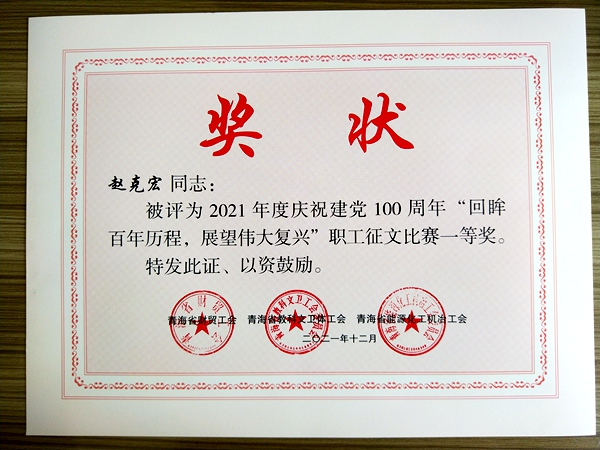 奖状
赵克宏 同志：
被评为 2021 年度庆祝建党 100 周年“回眸
百年历程，展望伟大复兴”职工征文比赛一等奖。
特发此证、以资鼓励。
青海省财贸工会 青海省教科文卫体工会 青海省能源化工机冶工会
二〇二一年十二月